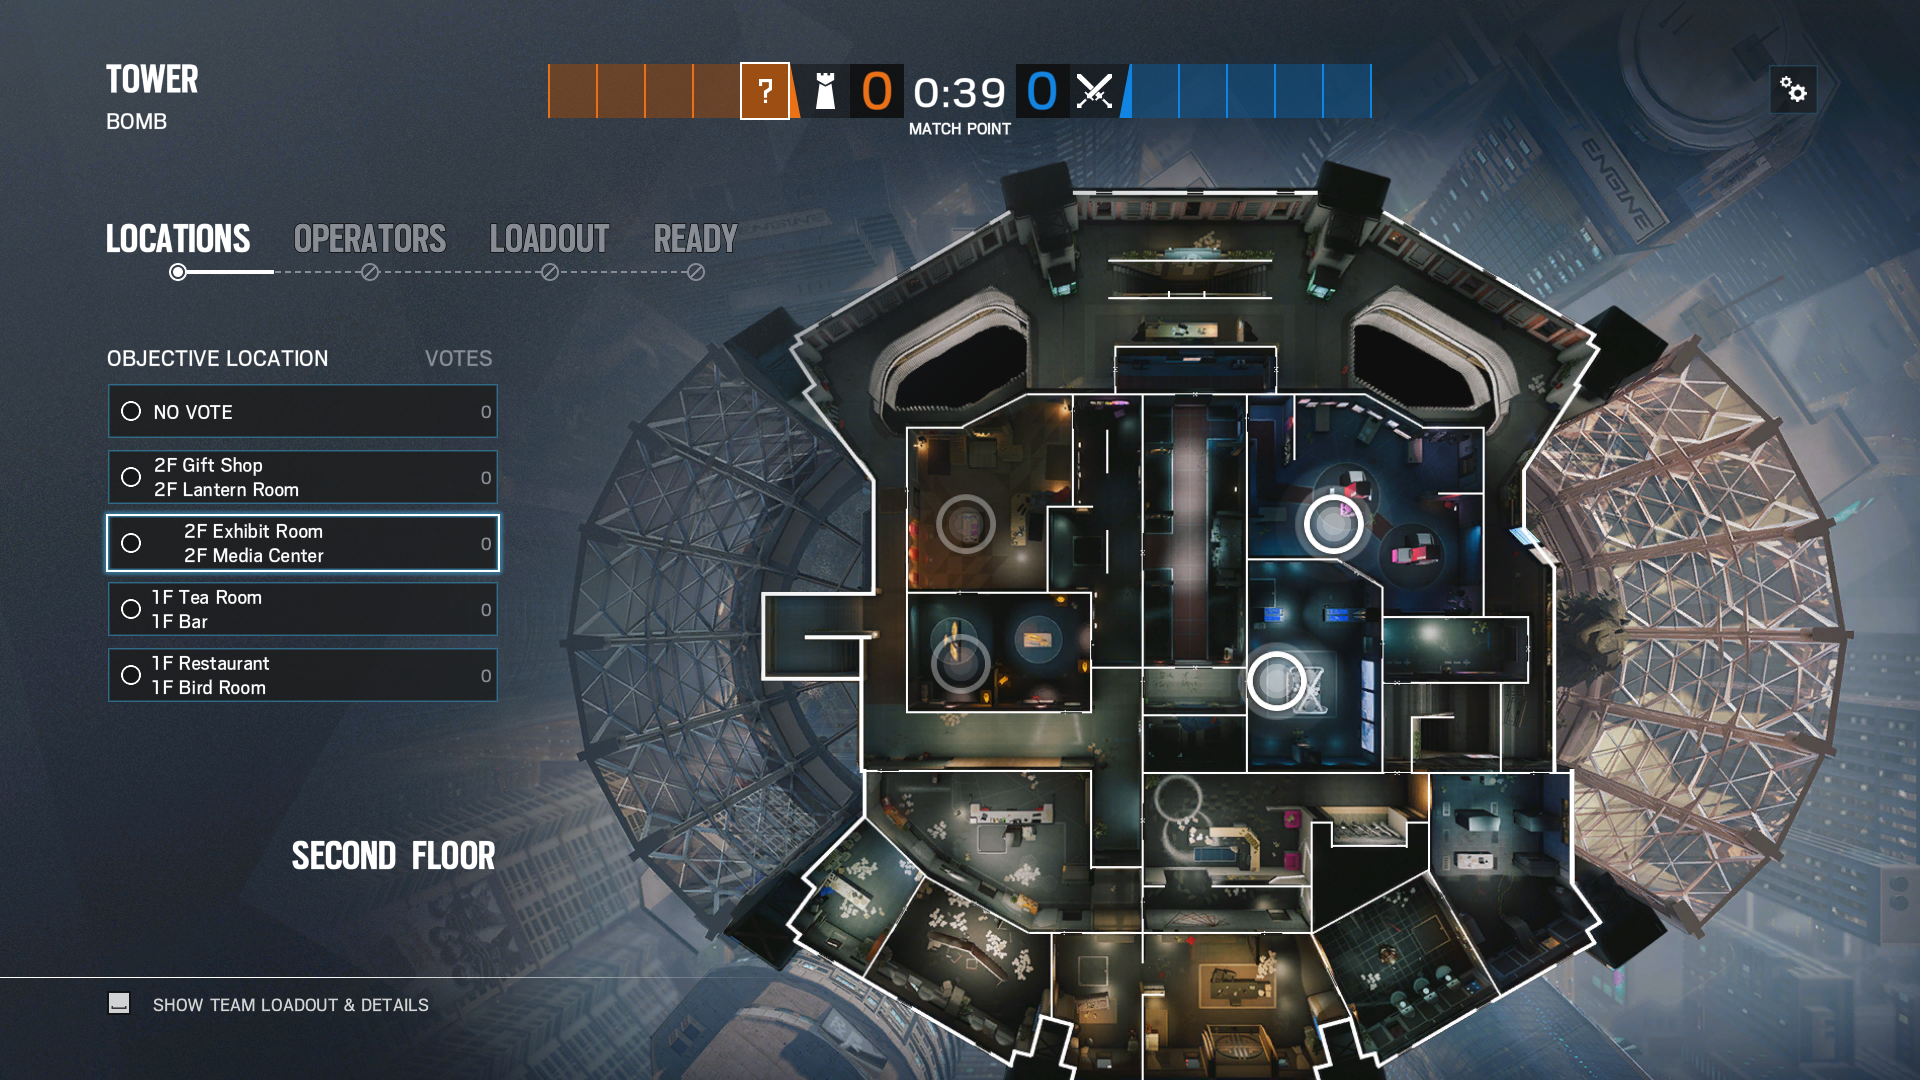 TOWER
BOMB
?
0
0:39
0
MATCH POINT
LOCATIONS
OPERATORS
LOADOUT
READY
OBJECTIVE LOCATION
VOTES
NO VOTE
0
2F Gift Shop
2F Lantern Room
0
2F Exhibit Room
2F Media Center
0
1F Tea Room
1F Bar
0
1F Restaurant
1F Bird Room
0
SECOND FLOOR
SHOW TEAM LOADOUT & DETAILS
ENGINE